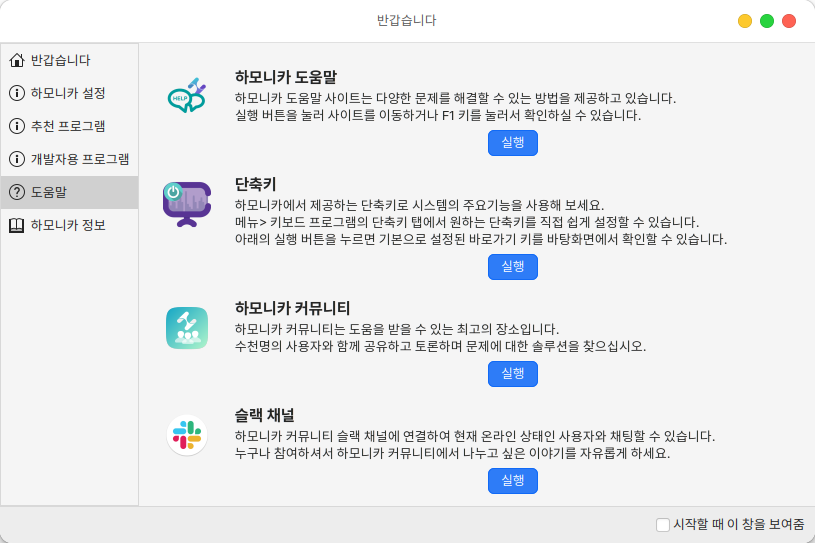 반갑습니다
반갑습니다
하모니카 설정
추천 프로그램
개발자용 프로그램
도움말
하모니카 정보
HELP
하모니카 도움말
하모니카 도움말 사이트는 다양한 문제를 해결할 수 있는 방법을 제공하고 있습니다.
실행 버튼을 눌러 사이트를 이동하거나 F1 키를 눌러서 확인하실 수 있습니다.
실행
단축키
하모니카에서 제공하는 단축키로 시스템의 주요기능을 사용해 보세요.
메뉴> 키보드 프로그램의 단축키 탭에서 원하는 단축키를 직접 쉽게 설정할 수 있습니다.
아래의 실행 버튼을 누르면 기본으로 설정된 바로가기 키를 바탕화면에서 확인할 수 있습니다.
실행
하모니카 커뮤니티
하모니카 커뮤니티는 도움을 받을 수 있는 최고의 장소입니다.
수천명의 사용자와 함께 공유하고 토론하며 문제에 대한 솔루션을 찾으십시오.
실행
슬랙 채널
하모니카 커뮤니티 슬랙 채널에 연결하여 현재 온라인 상태인 사용자와 채팅할 수 있습니다.
누구나 참여하셔서 하모니카 커뮤니티에서 나누고 싶은 이야기를 자유롭게 하세요.
실행
시작할 때 이 창을 보여줌